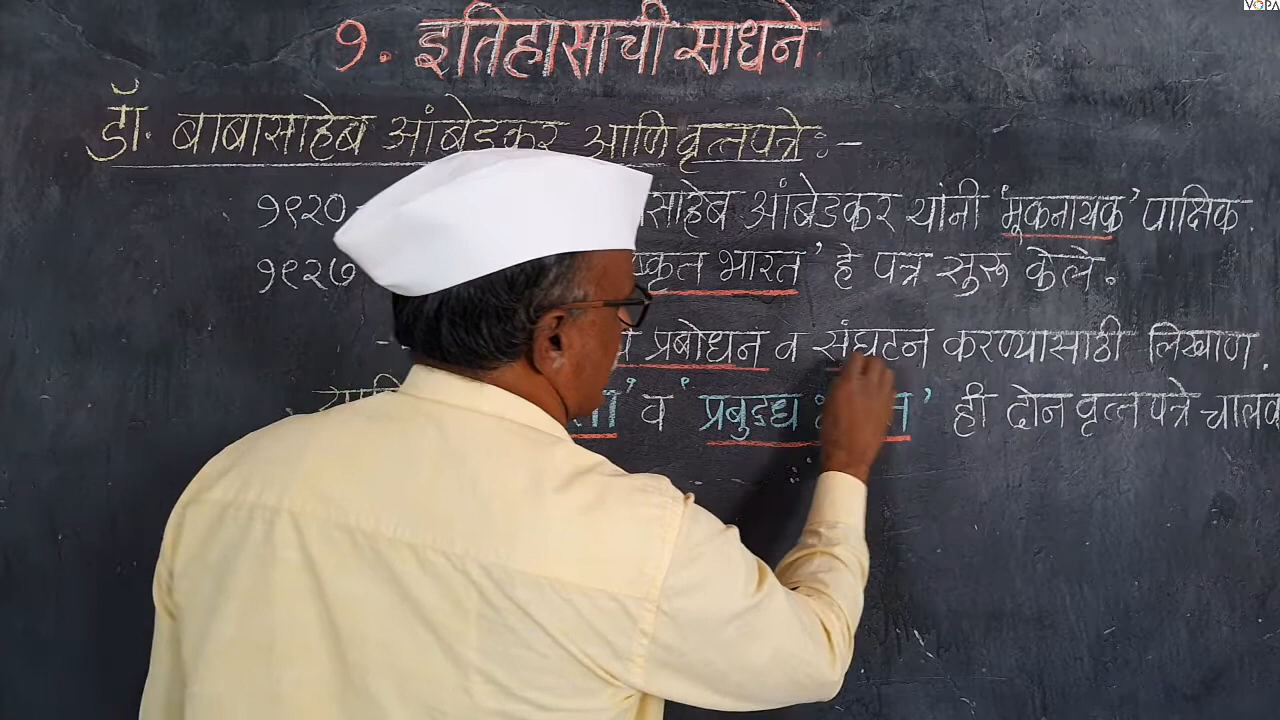 VOPA
१. इतिहासाची साधने
डॉ. बाबासाहेब आंबेडकर आणि वृत्तपत्रे :-
१९२० साहेब आंबेडकर यांनी 'मूकनायक' पाक्षिक.
१९२७ ष्कृत भारत' हे पत्र सुरू केले.
प्रबोधन व संघटन करण्यासाठी लिखाण.
व 'प्रबुद्ध त' ही दोन वृत्तपत्रे चालव